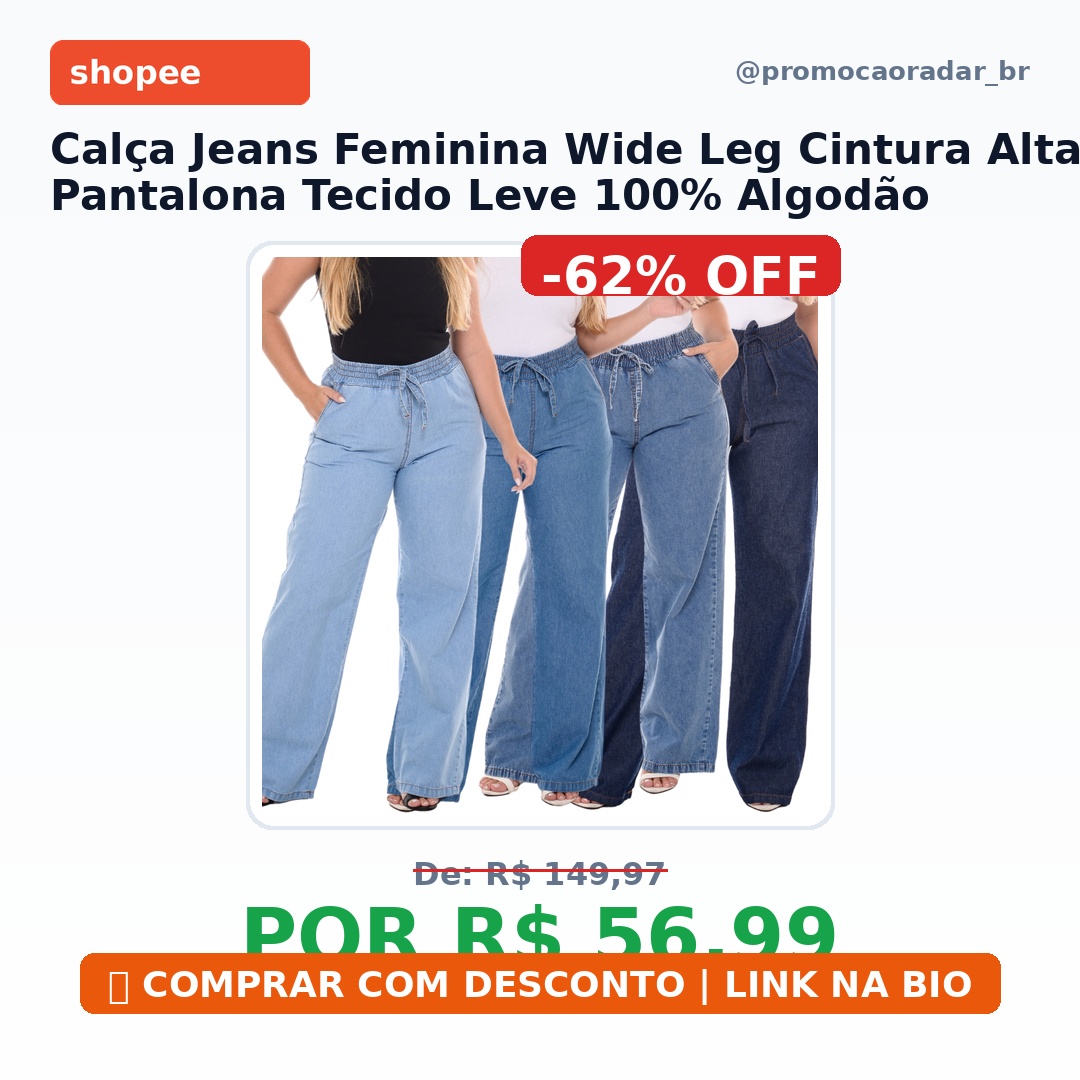 shopee
@promocaoradar_br
Calça Jeans Feminina Wide Leg Cintura Alta
Pantalona Tecido Leve 100% Algodão
-62% OFF
De: R$ 149,97
POR R$ 56,99
COMPRAR COM DESCONTO | LINK NA BIO